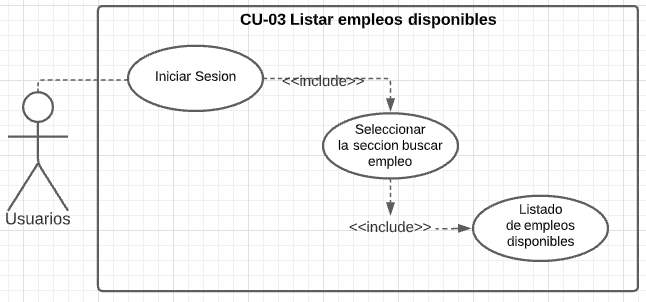 CU-03 Listar empleos disponibles
Iniciar Sesion
<<include>>
Seleccionar
la seccion buscar
empleo
Usuarios
<<include>>
Listado
de empleos
disponibles